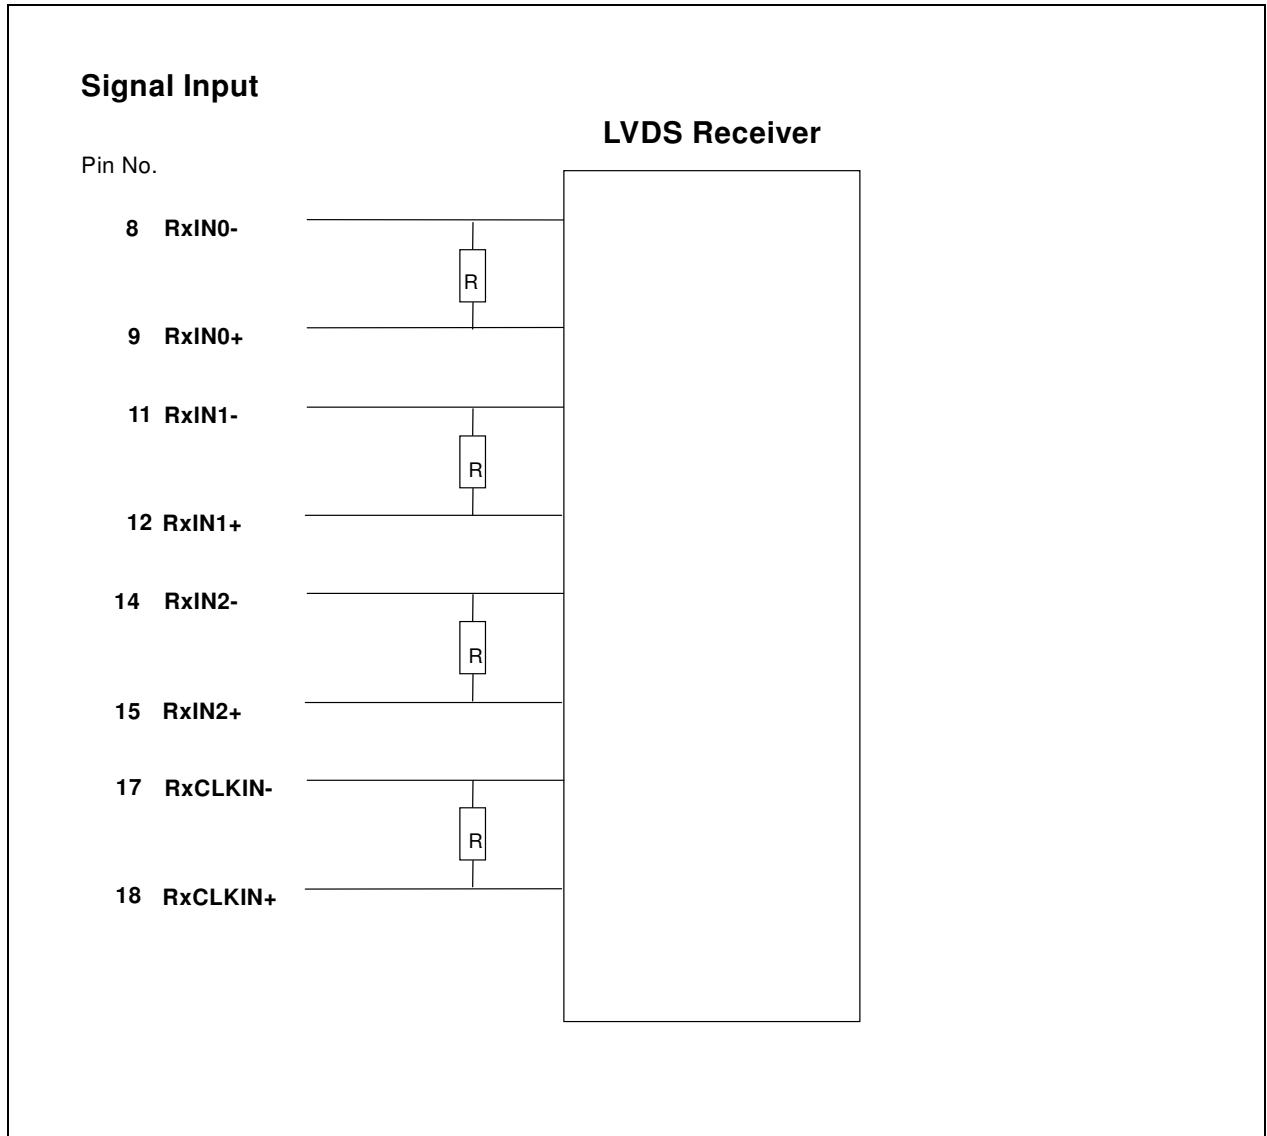 Signal Input
LVDS Receiver
Pin No.
8 RxIN0-
R
9 RxIN0+
11 RxIN1-
R
12 RxIN1+
14 RxIN2-
R
15 RxIN2+
17 RxCLKIN-
R
18 RxCLKIN+